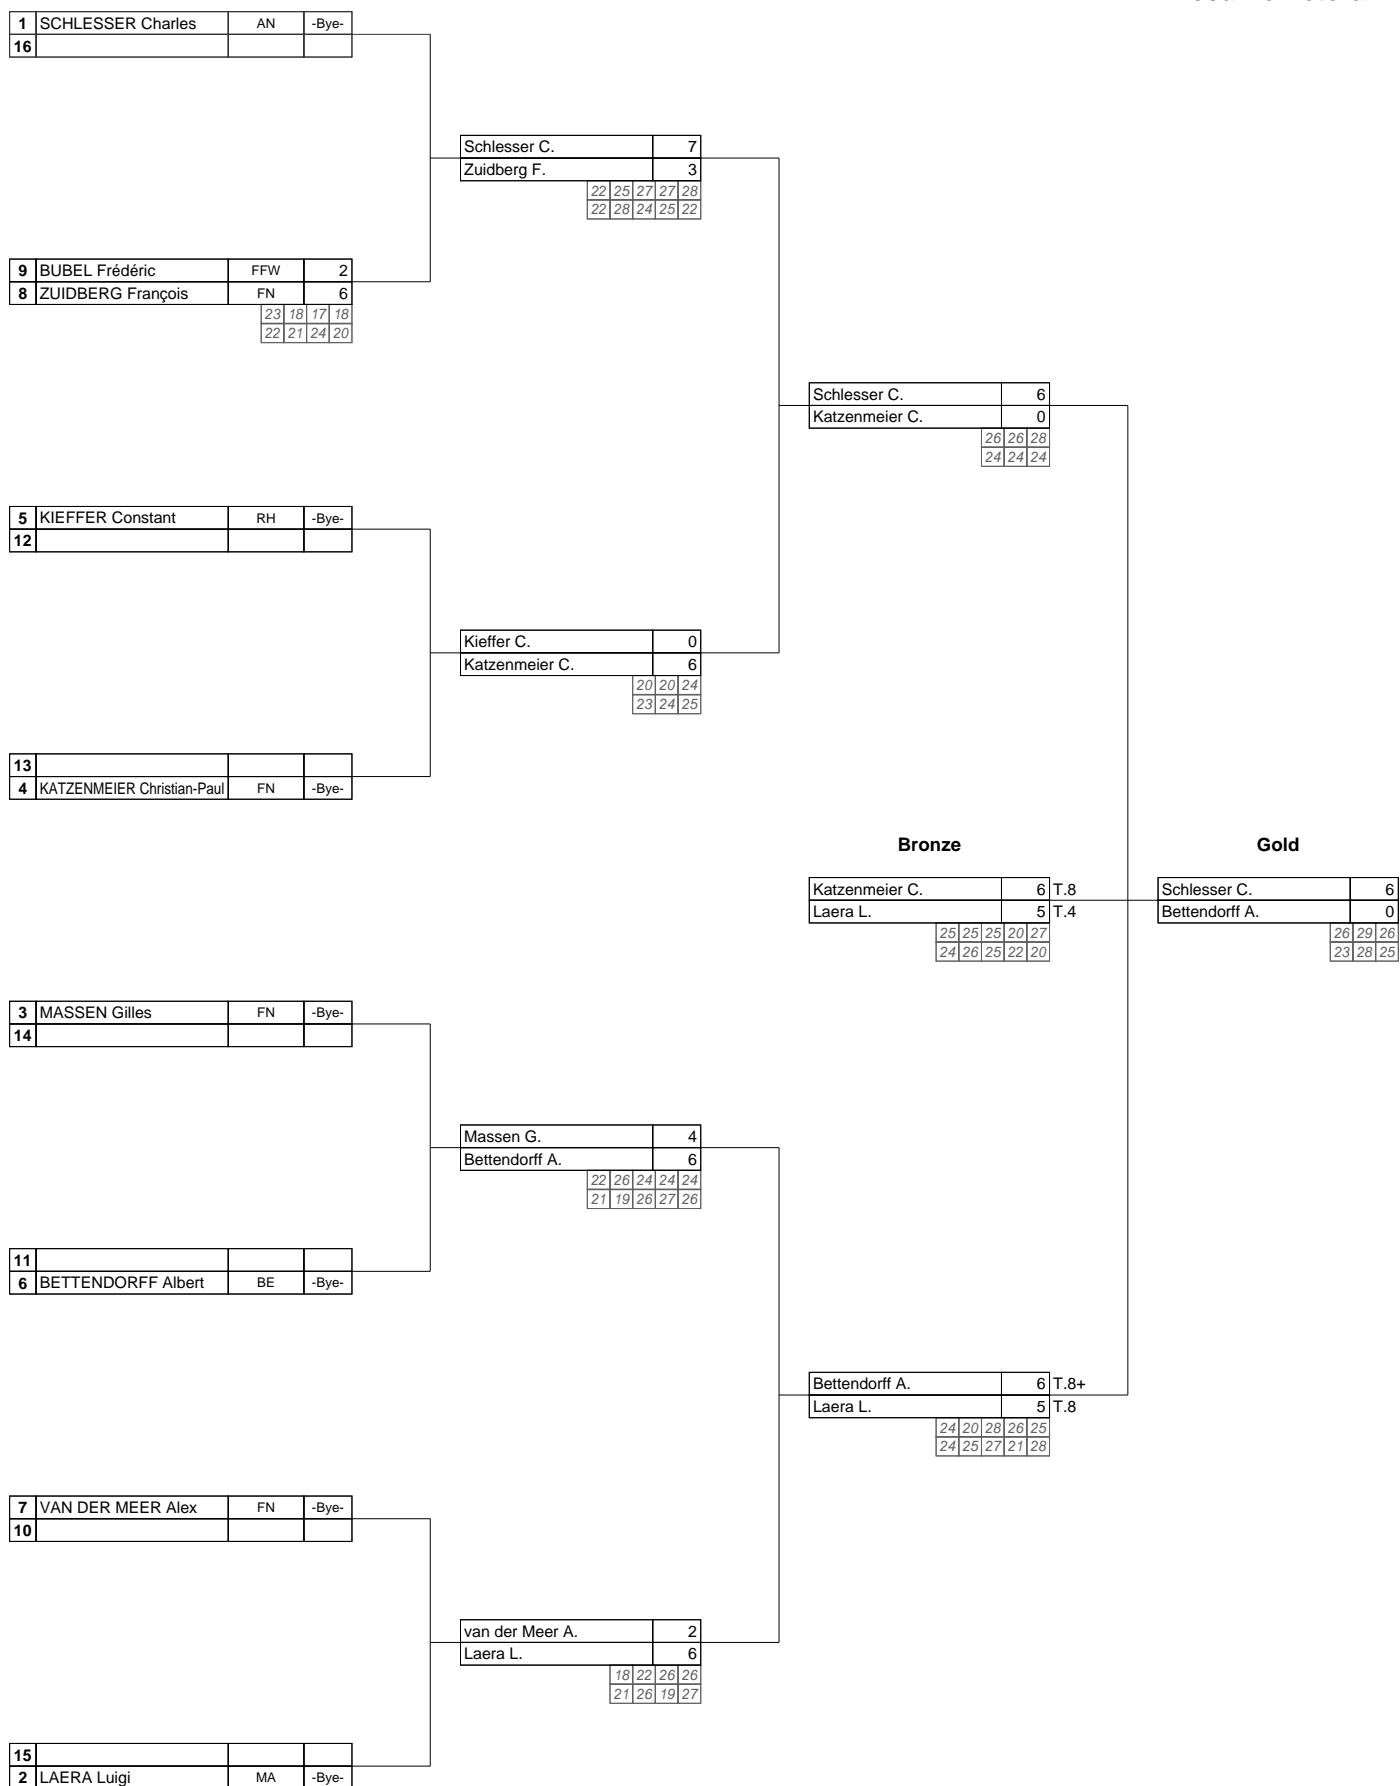 1 SCHLESSER Charles AN -Bye-
16
Schlesser C. 7
Zuidberg F. 3
22 25 27 27 28
22 28 24 25 22
9 BUBEL Frédéric FFW 2
8 ZUIDBERG François FN 6
23 18 17 18
22 21 24 20
Schlesser C. 6
Katzenmeier C. 0
26 26 28
24 24 24
5 KIEFFER Constant RH -Bye-
12
Kieffer C. 0
Katzenmeier C. 6
20 20 24
23 24 25
13
4 KATZENMEIER Christian-Paul FN -Bye-
Bronze Gold
Katzenmeier C. 6 T.8 Schlesser C. 6
Laera L. 5 T.4 Bettendorff A. 0
25 25 25 20 27 26 29 26
24 26 25 22 20 23 28 25
3 MASSEN Gilles FN -Bye-
14
Massen G. 4
Bettendorff A. 6
22 26 24 24 24
21 19 26 27 26
11
6 BETTENDORFF Albert BE -Bye-
Bettendorff A. 6 T.8+
Laera L. 5 T.8
24 20 28 26 25
24 25 27 21 28
7 VAN DER MEER Alex FN -Bye-
10
van der Meer A. 2
Laera L. 6
18 22 26 26
21 26 19 27
15
2 LAERA Luigi MA -Bye-